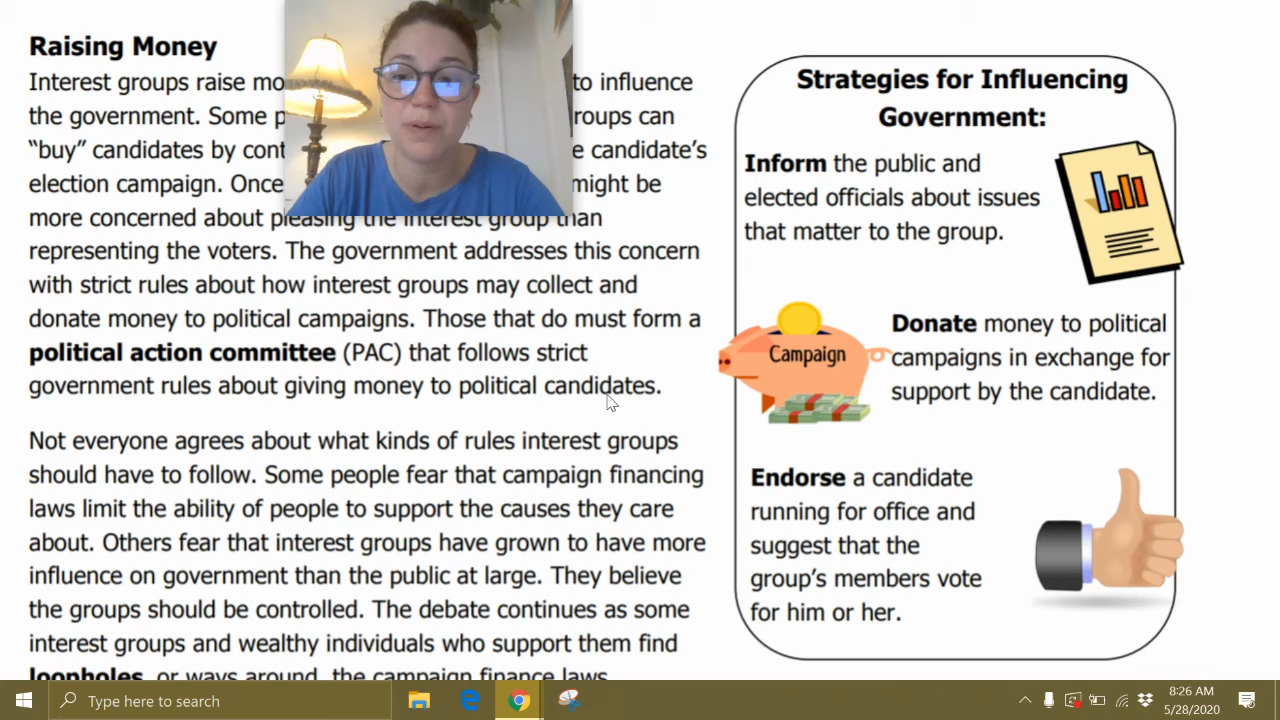 Raising Money
Interest groups raise mo to influence
the government. Some p roups can
“buy” candidates by cont e candidate's
election campaign. Once might be
more concerned about pleasing the interest group than
representing the voters. The government addresses this concern
with strict rules about how interest groups may collect and
donate money to political campaigns. Those that do must form a
political action committee (PAC) that follows strict
government rules about giving money to political candidates.
Not everyone agrees about what kinds of rules interest groups
should have to follow. Some people fear that campaign financing
laws limit the ability of people to support the causes they care
about. Others fear that interest groups have grown to have more
influence on government than the public at large. They believe
the groups should be controlled. The debate continues as some
interest groups and wealthy individuals who support them find
loopholes, or ways around, the campaign finance laws.
Strategies for Influencing
Government:
Inform the public and
elected officials about issues
that matter to the group.
Campaign
Donate money to political
campaigns in exchange for
support by the candidate.
Endorse a candidate
running for office and
suggest that the
group's members vote
for him or her.
Type here to search
8:26 AM
5/28/2020